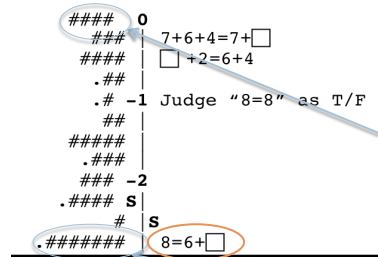 #### 0
### | 7+6+4=7+□
#### | □ +2=6+4
.## |
.# -1 Judge “8=8” as T/F
## |
##### |
.### |
### -2
.#### S|
# |S
.####### | 8=6+□